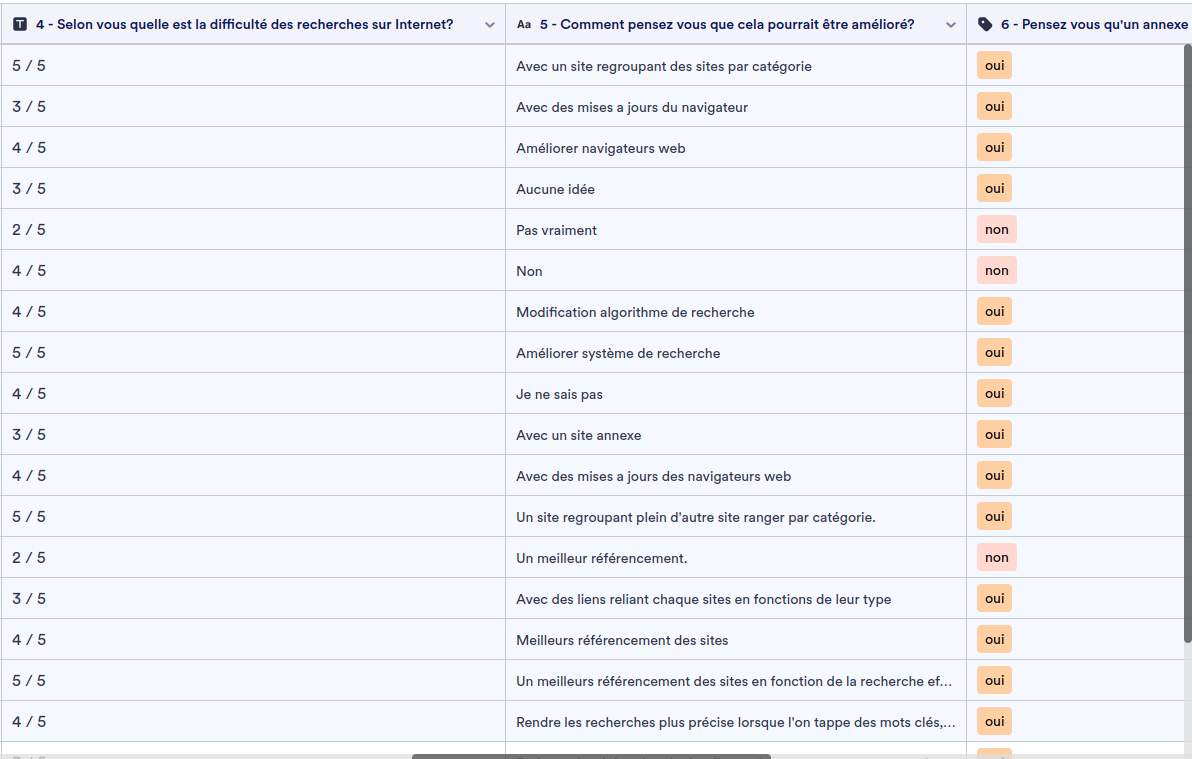 4 - Selon vous quelle est la difficulté des recherches sur Internet? Aa 5 - Comment pensez vous que cela pourrait être amélioré? 6 - Pensez vous qu'un annexe
5 / 5 Avec un site regroupant des sites par catégorie oui
3 / 5 Avec des mises a jours du navigateur oui
4 / 5 Améliorer navigateurs web oui
3 / 5 Aucune idée oui
2 / 5 Pas vraiment non
4 / 5 Non non
4 / 5 Modification algorithme de recherche oui
5 / 5 Améliorer système de recherche oui
4 / 5 Je ne sais pas oui
3 / 5 Avec un site annexe oui
4 / 5 Avec des mises a jours des navigateurs web oui
5 / 5 Un site regroupant plein d'autre site ranger par catégorie. oui
2 / 5 Un meilleur référencement. non
3 / 5 Avec des liens reliant chaque sites en fonctions de leur type oui
4 / 5 Meilleurs référencement des sites oui
5 / 5 Un meilleurs référencement des sites en fonction de la recherche ef... oui
4 / 5 Rendre les recherches plus précise lorsque l'on tappe des mots clés,... oui